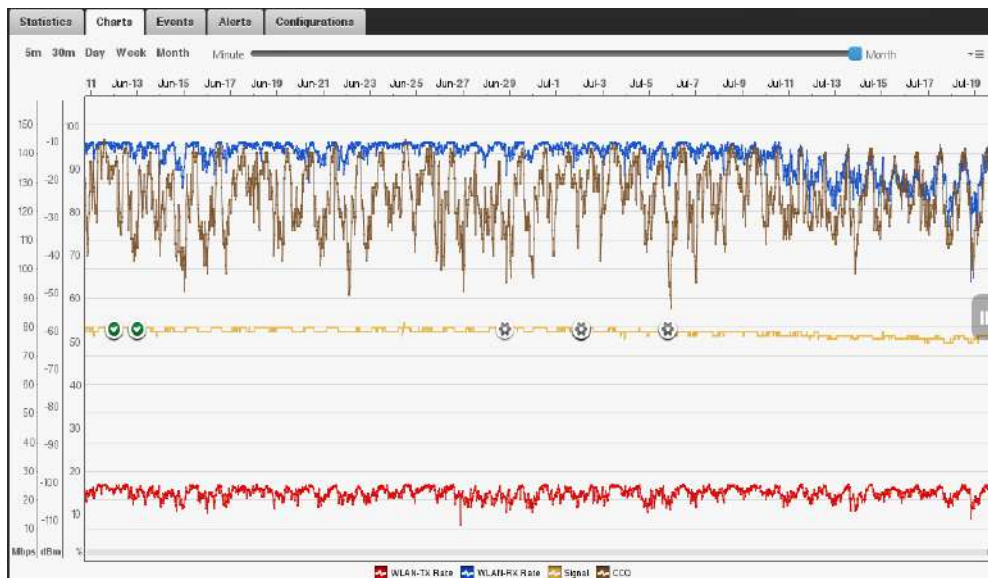 Statistics Charts Events Alerts Configurations
5m 30m Day Week Month Minute Month
11 Jun-13 Jun-15 Jun-17 Jun-19 Jun-21 Jun-23 Jun-25 Jun-27 Jun-29 Jul-1 Jul-3 Jul-5 Jul-7 Jul-9 Jul-11 Jul-13 Jul-15 Jul-17 Jul-19
150 -10 100
140
90
130 -20
120 -30 80
110
-40 70
100
90 -50 60
80 -60
50
70 -70
60 40
-80
50
30
40 -90
30 20
-100
20
10
-110
10
Mbps dBm %
WLAN-TX Rate WLAN-RX Rate Signal CCQ